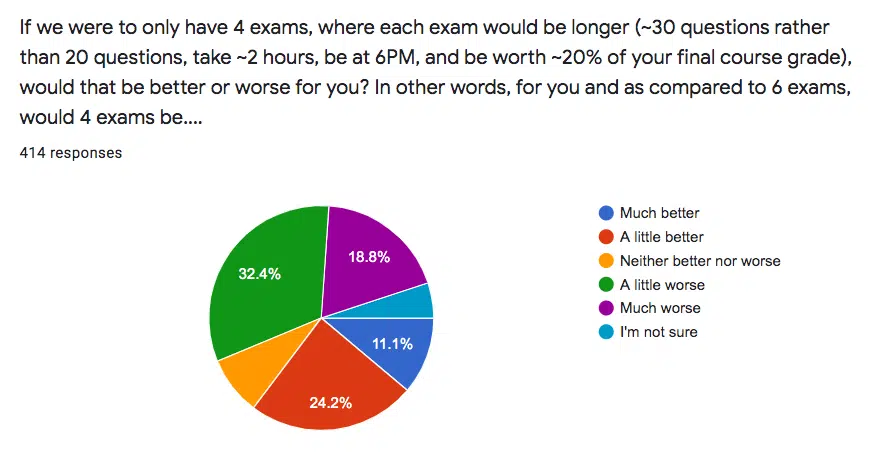 If we were to only have 4 exams, where each exam would be longer (~30 questions rather
than 20 questions, take ~2 hours, be at 6PM, and be worth ~20% of your final course grade),
would that be better or worse for you? In other words, for you and as compared to 6 exams,
would 4 exams be....
414 responses
32.4%
18.8%
11.1%
24.2%
Much better
A little better
Neither better nor worse
A little worse
Much worse
I'm not sure